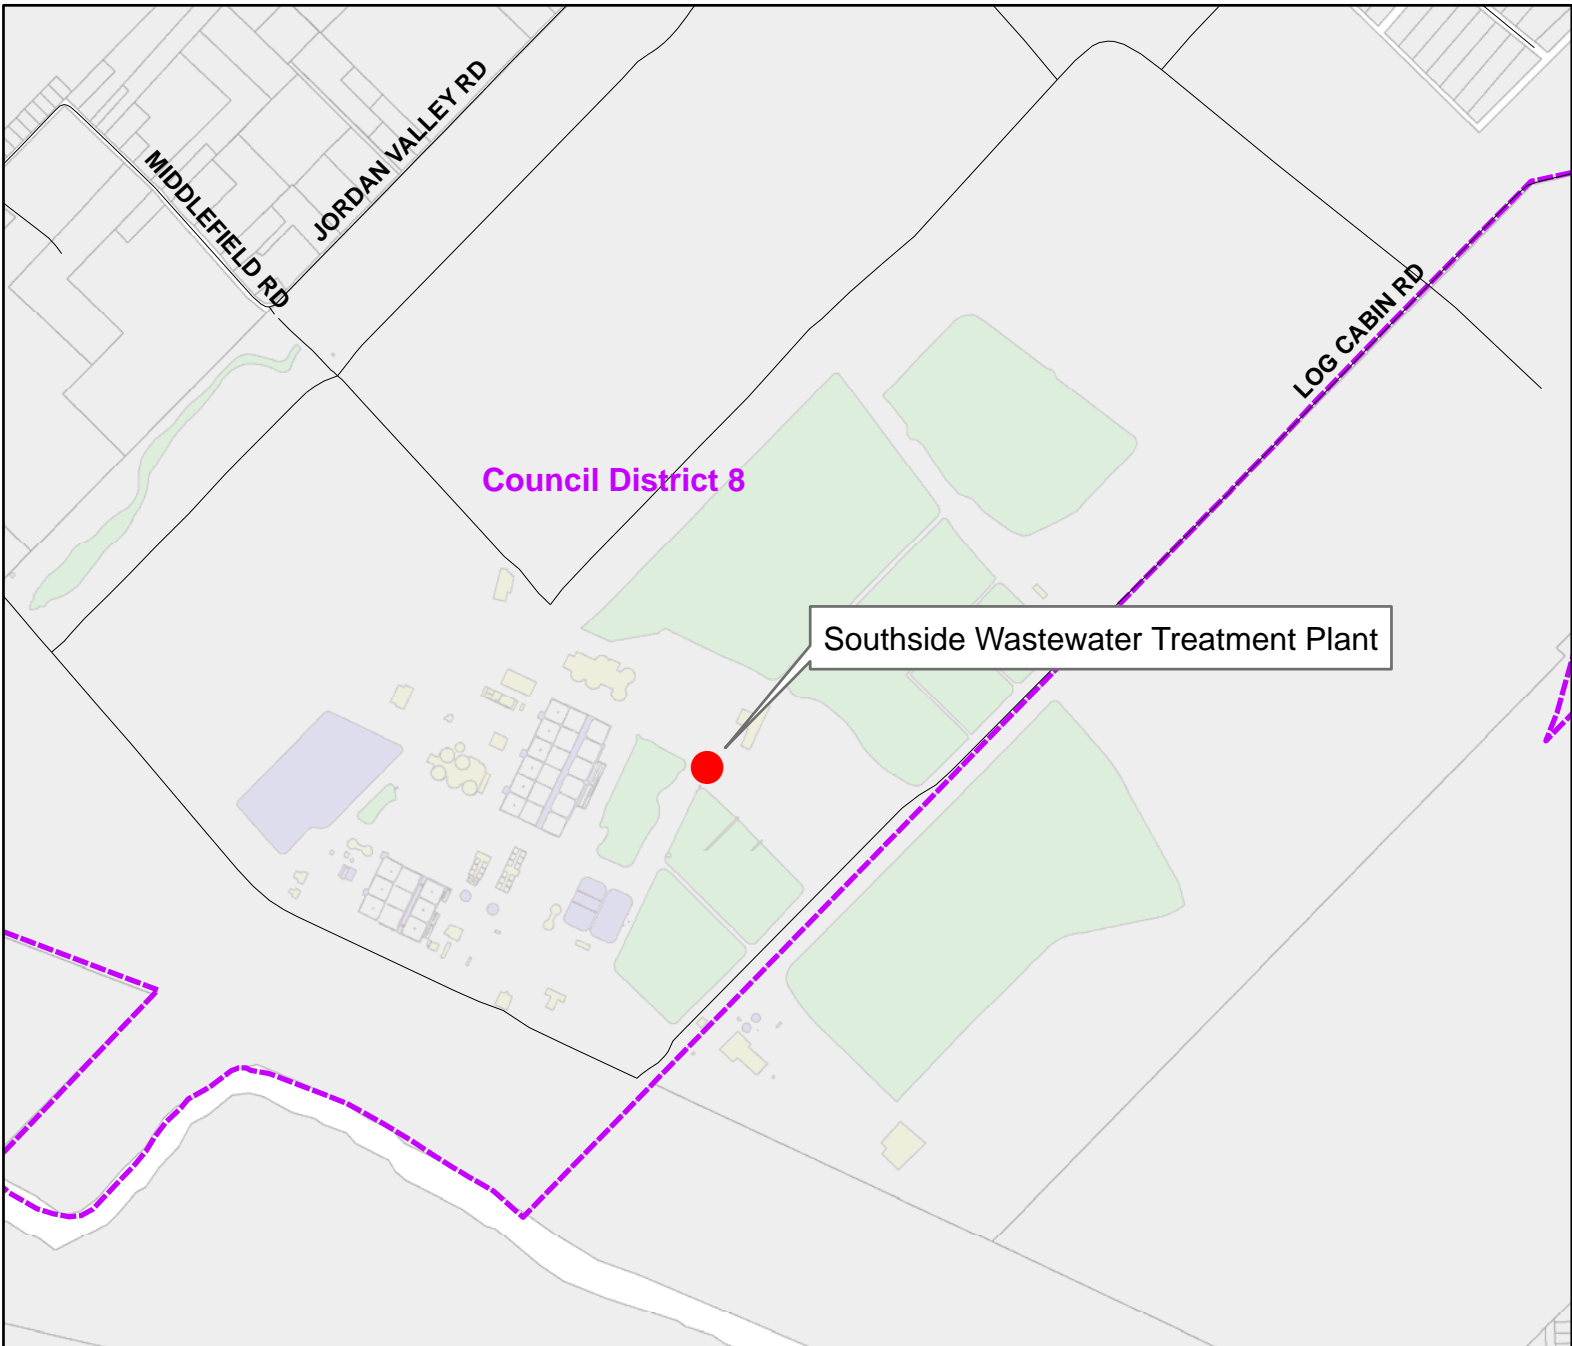 JORDAN VALLEY RD
MIDDLEFIELD RD
LOG CABIN RD
Council District 8
Southside Wastewater Treatment Plant